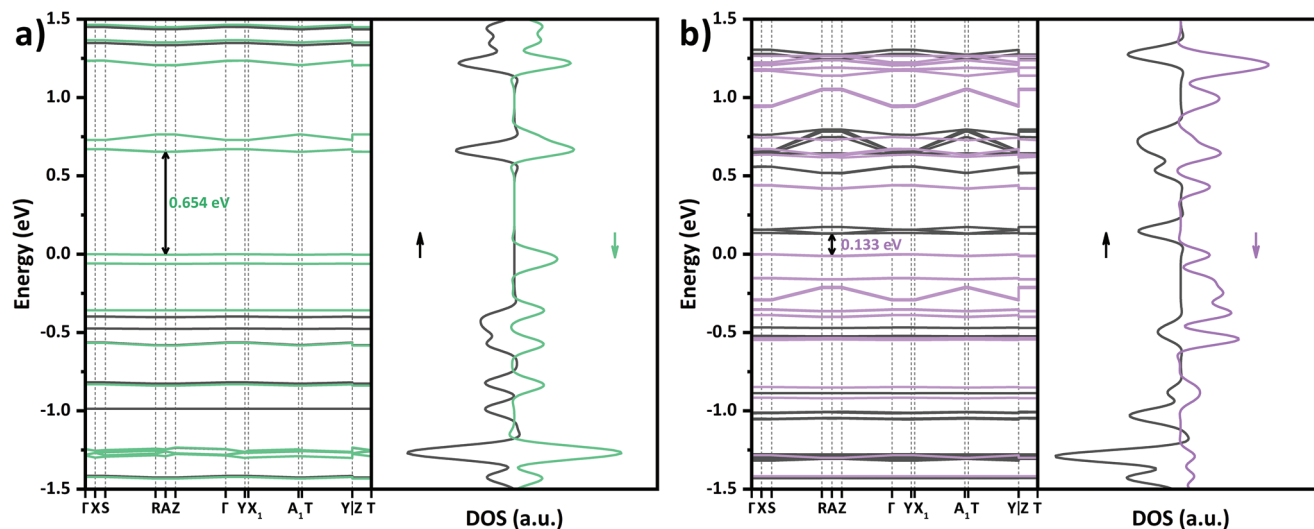 a)
1.5
1.0
0.5
0.0
-0.5
-1.0
-1.5
Energy (eV)
0.654 eV
Γ X S R A Z Γ Y X₁ A₁ T Y|Z T
DOS (a.u.)
b)
1.5
1.0
0.5
0.0
-0.5
-1.0
-1.5
Energy (eV)
0.133 eV
Γ X S R A Z Γ Y X₁ A₁ T Y|Z T
DOS (a.u.)